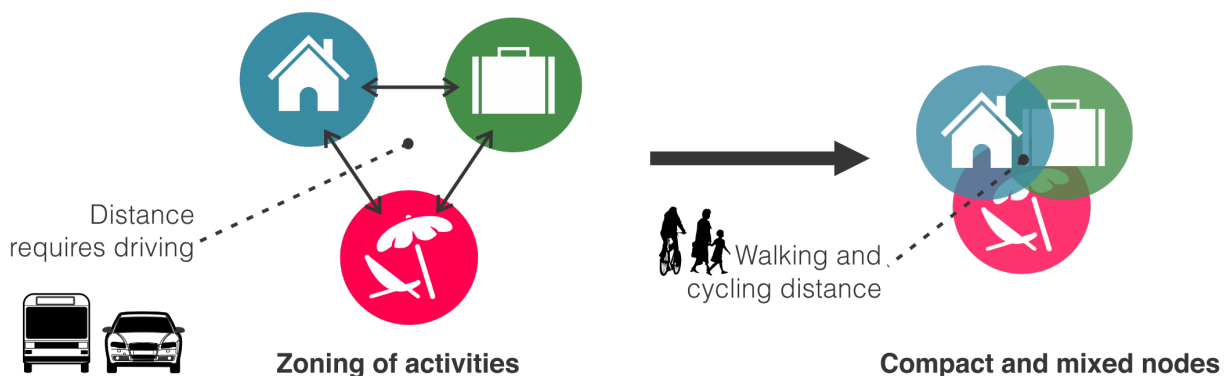 Distance
requires driving
Zoning of activities
Walking and
cycling distance
Compact and mixed nodes